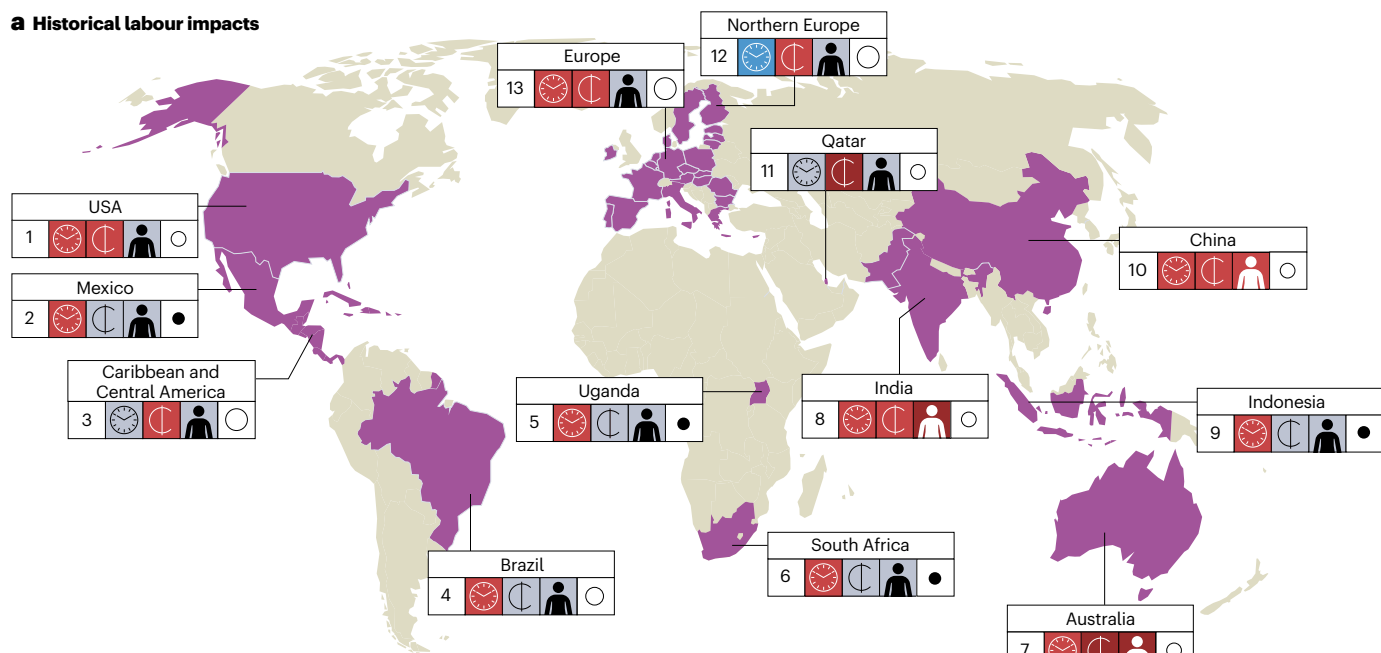 a Historical labour impacts
Northern Europe
12
Europe
13
Qatar
11
USA
1
China
10
Mexico
2
Caribbean and
Central America
3
Uganda
5
India
8
Indonesia
9
South Africa
6
Brazil
4
Australia
7